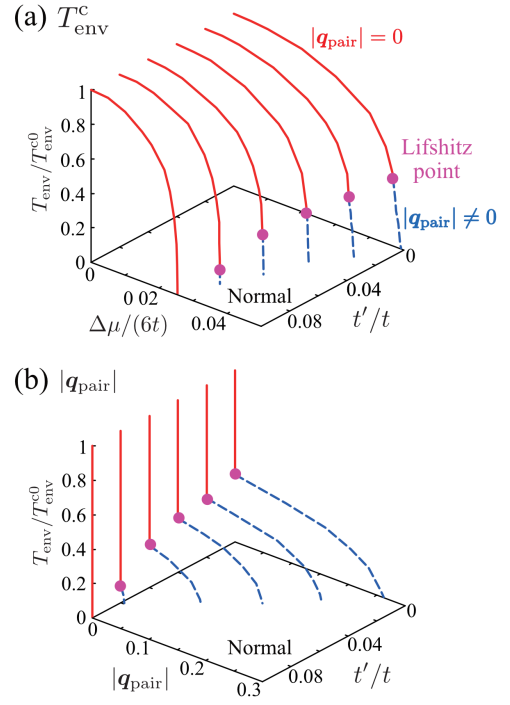 (a) T^c_env
|q_pair| = 0
1
0.8
0.6
0.4
0.2
0
T_env/T^c0_env
Lifshitz
point
|q_pair| ≠ 0
0
0 02
0.04
Δμ/(6t)
Normal
0.08
0.04
0
t′/t
(b) |q_pair|
1
0.8
0.6
0.4
0.2
0
T_env/T^c0_env
0.1
0.2
0.3
|q_pair|
Normal
0.08
0.04
0
t′/t